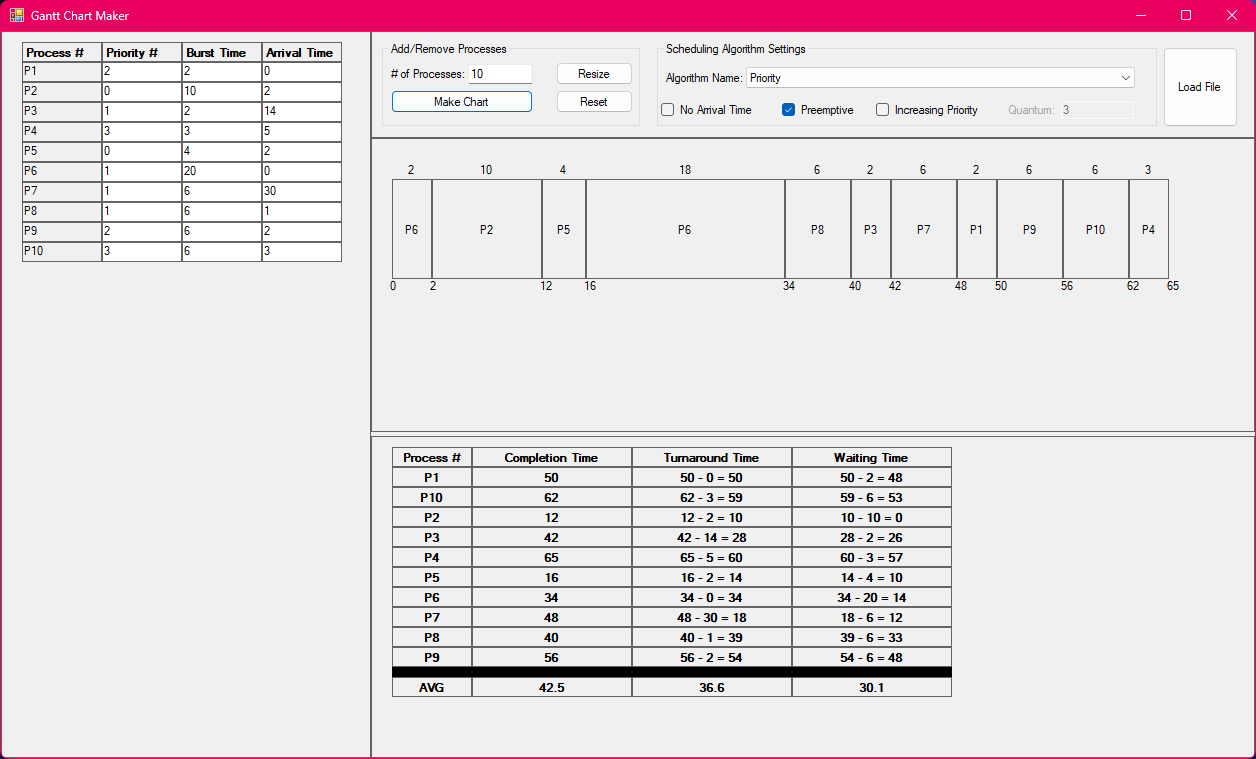 Gantt Chart Maker
Process # Priority # Burst Time Arrival Time
P1 2 2 0
P2 0 10 2
P3 1 2 14
P4 3 3 5
P5 0 4 2
P6 1 20 0
P7 1 6 30
P8 1 6 1
P9 2 6 2
P10 3 6 3
Add/Remove Processes
# of Processes: 10 Resize
Make Chart Reset
Scheduling Algorithm Settings
Algorithm Name: Priority
No Arrival Time Preemptive Increasing Priority Quantum: 3
Load File
2 10 4 18 6 2 6 2 6 6 3
P6 P2 P5 P6 P8 P3 P7 P1 P9 P10 P4
0 2 12 16 34 40 42 48 50 56 62 65
Process # Completion Time Turnaround Time Waiting Time
P1 50 50 - 0 = 50 50 - 2 = 48
P10 62 62 - 3 = 59 59 - 6 = 53
P2 12 12 - 2 = 10 10 - 10 = 0
P3 42 42 - 14 = 28 28 - 2 = 26
P4 65 65 - 5 = 60 60 - 3 = 57
P5 16 16 - 2 = 14 14 - 4 = 10
P6 34 34 - 0 = 34 34 - 20 = 14
P7 48 48 - 30 = 18 18 - 6 = 12
P8 40 40 - 1 = 39 39 - 6 = 33
P9 56 56 - 2 = 54 54 - 6 = 48
AVG 42.5 36.6 30.1